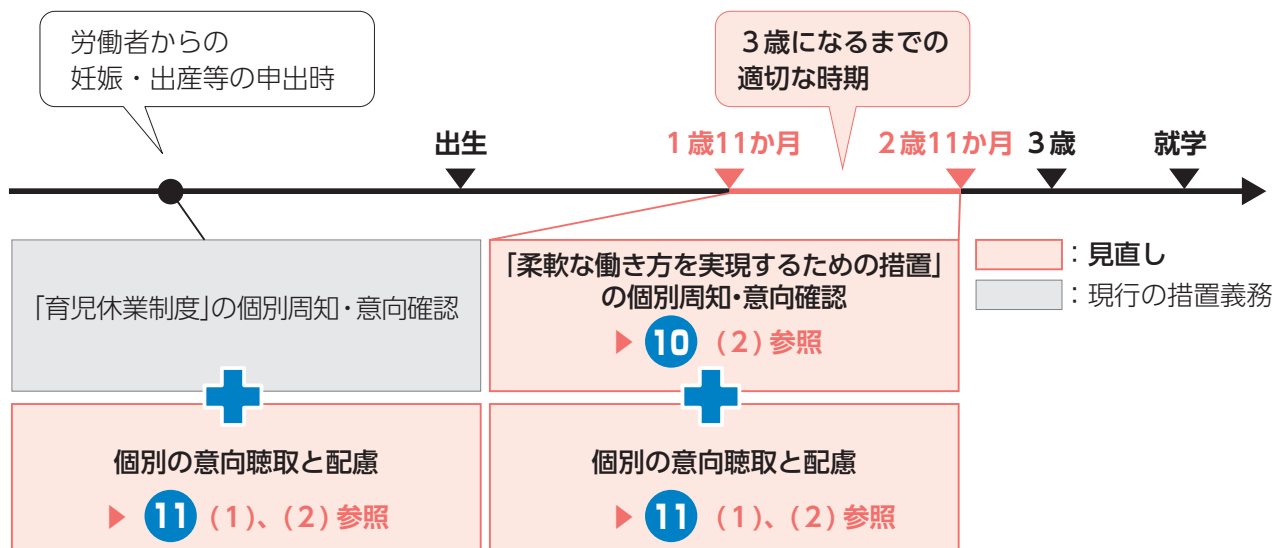 労働者からの
妊娠・出産等の申出時
3歳になるまでの
適切な時期
出生
1歳11か月
2歳11か月
3歳
就学
「育児休業制度」の個別周知・意向確認
「柔軟な働き方を実現するための措置」
の個別周知・意向確認
▶ 10 (2)参照
：見直し
：現行の措置義務
個別の意向聴取と配慮
▶ 11 (1)、(2)参照
個別の意向聴取と配慮
▶ 11 (1)、(2)参照